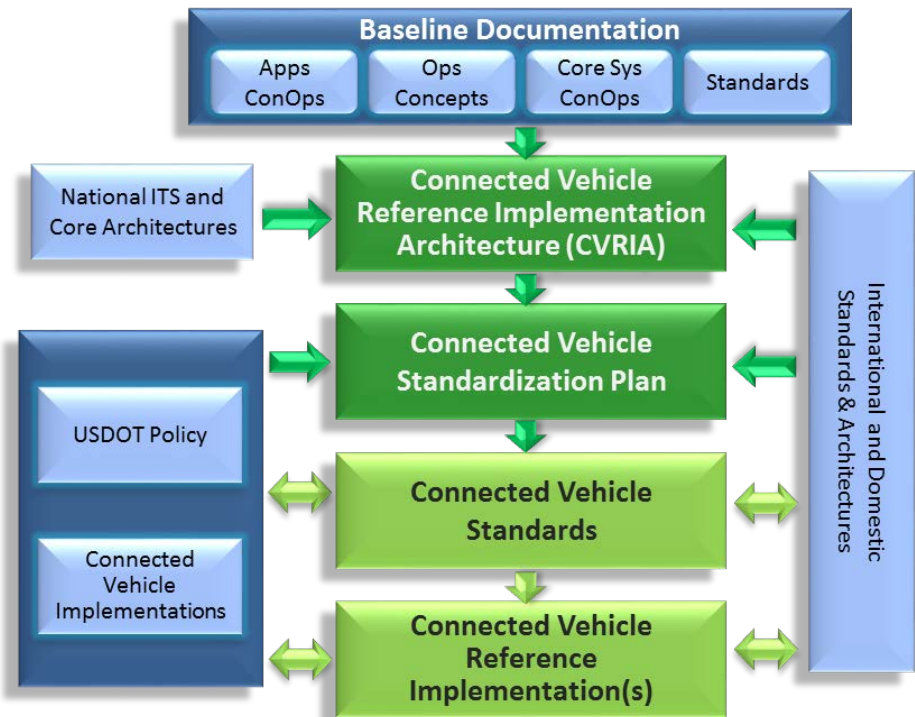 Baseline Documentation
Apps
ConOps
Ops
Concepts
Core Sys
ConOps
Standards
National ITS and
Core Architectures
Connected Vehicle
Reference Implementation
Architecture (CVRIA)
International and Domestic
Standards & Architectures
Connected Vehicle
Standardization Plan
USDOT Policy
Connected Vehicle
Standards
Connected
Vehicle
Implementations
Connected Vehicle
Reference
Implementation(s)